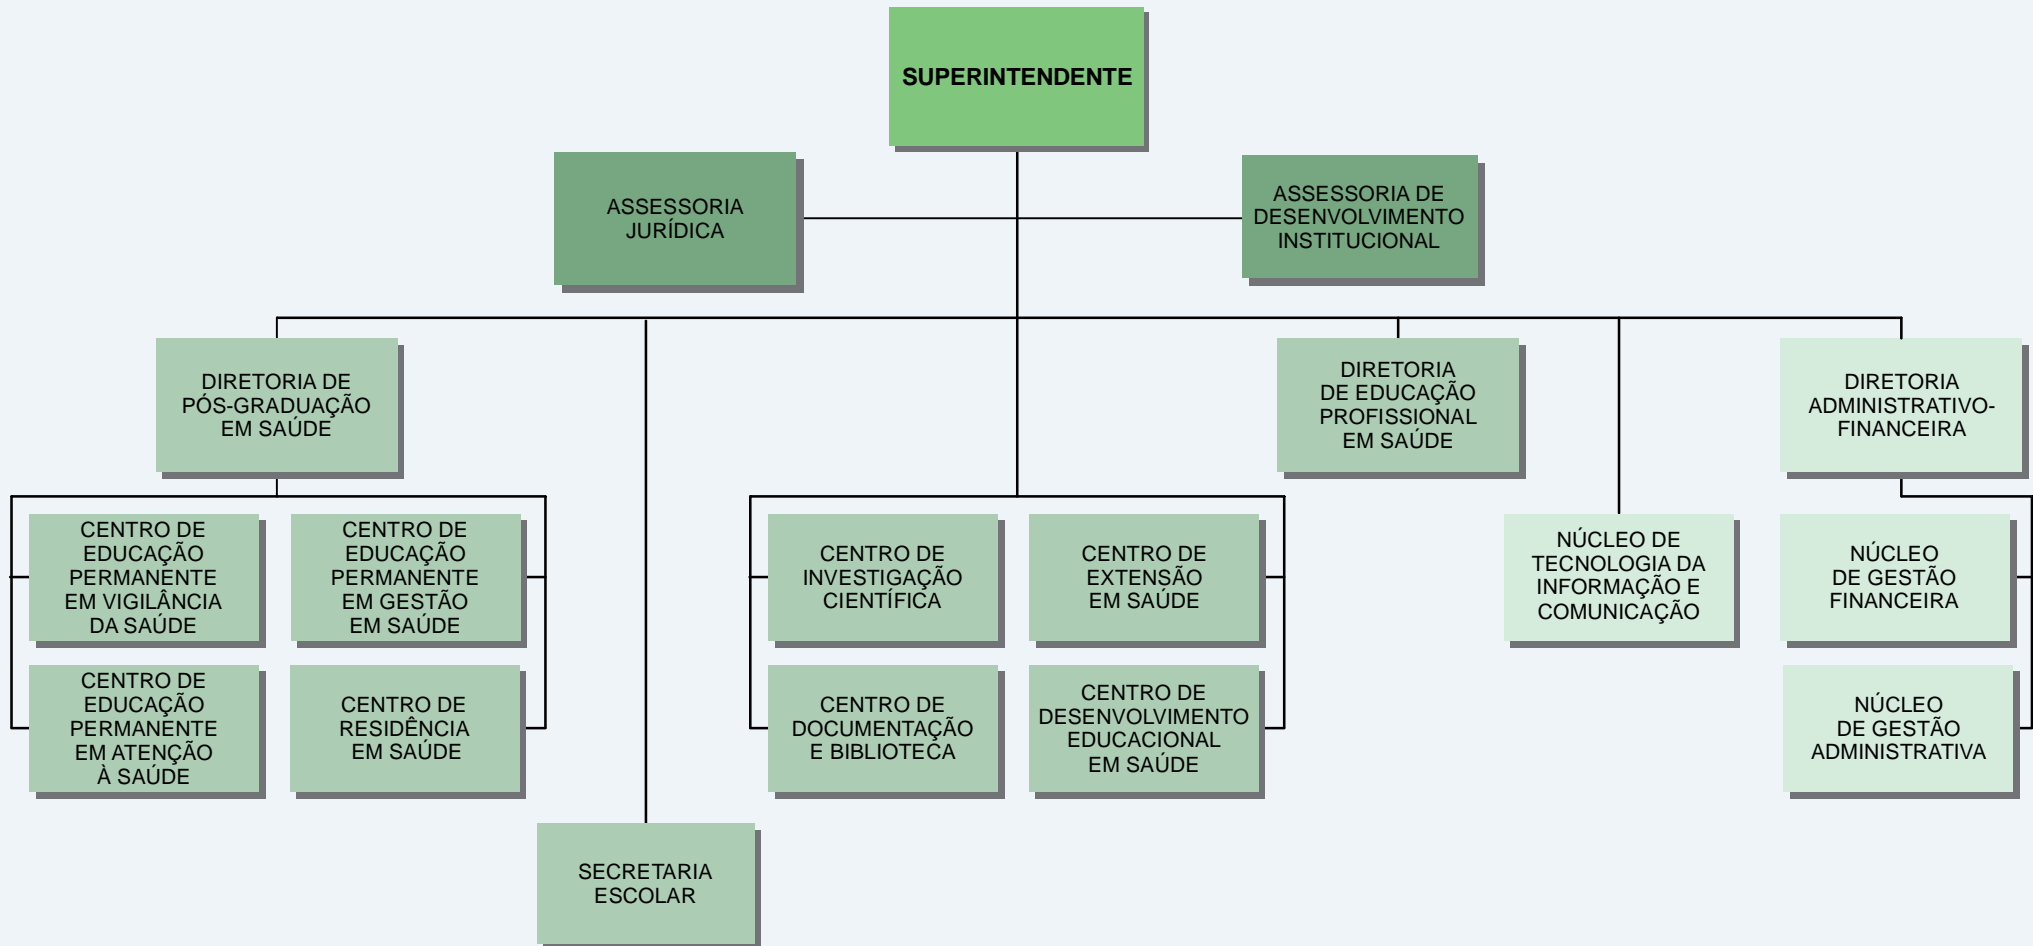 SUPERINTENDENTE
ASSESSORIA
JURÍDICA
ASSESSORIA DE
DESENVOLVIMENTO
INSTITUCIONAL
DIRETORIA DE
PÓS-GRADUAÇÃO
EM SAÚDE
DIRETORIA
DE EDUCAÇÃO
PROFISSIONAL
EM SAÚDE
DIRETORIA
ADMINISTRATIVO-
FINANCEIRA
CENTRO DE
EDUCAÇÃO
PERMANENTE
EM VIGILÂNCIA
DA SAÚDE
CENTRO DE
EDUCAÇÃO
PERMANENTE
EM GESTÃO
EM SAÚDE
CENTRO DE
INVESTIGAÇÃO
CIENTÍFICA
CENTRO DE
EXTENSÃO
EM SAÚDE
NÚCLEO DE
TECNOLOGIA DA
INFORMAÇÃO E
COMUNICAÇÃO
NÚCLEO
DE GESTÃO
FINANCEIRA
CENTRO DE
EDUCAÇÃO
PERMANENTE
EM ATENÇÃO
À SAÚDE
CENTRO DE
RESIDÊNCIA
EM SAÚDE
CENTRO DE
DOCUMENTAÇÃO
E BIBLIOTECA
CENTRO DE
DESENVOLVIMENTO
EDUCACIONAL
EM SAÚDE
NÚCLEO
DE GESTÃO
ADMINISTRATIVA
SECRETARIA
ESCOLAR